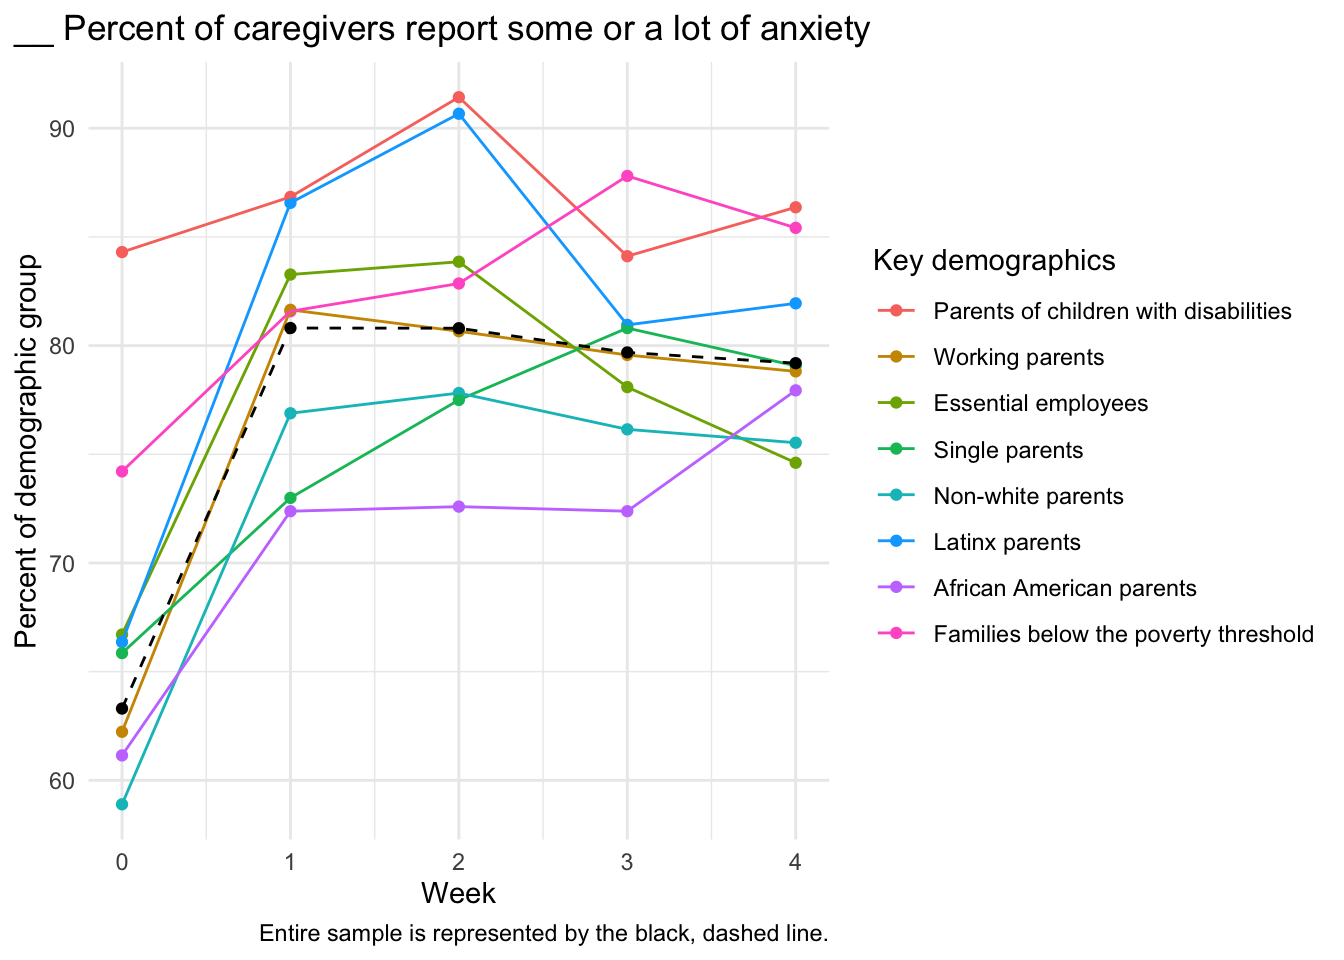 __ Percent of caregivers report some or a lot of anxiety
90
80
70
60
Percent of demographic group
0 1 2 3 4
Week
Entire sample is represented by the black, dashed line.
Key demographics
Parents of children with disabilities
Working parents
Essential employees
Single parents
Non-white parents
Latinx parents
African American parents
Families below the poverty threshold